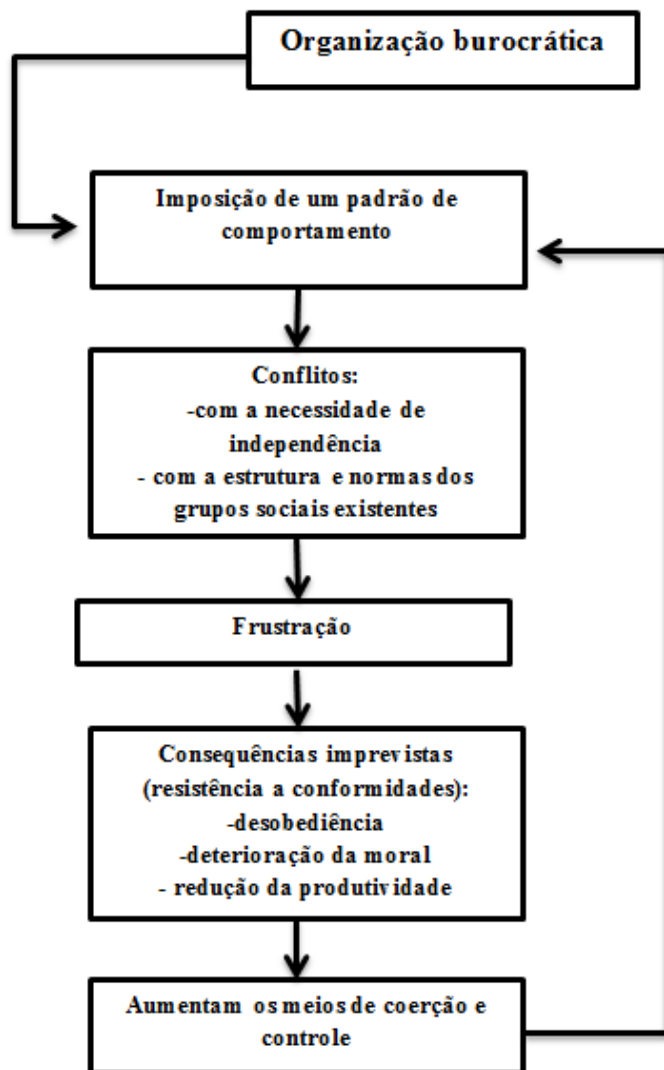 Organização burocrática
Imposição de um padrão de
comportamento
Conflitos:
-com a necessidade de
independência
- com a estrutura e normas dos
grupos sociais existentes
Frustração
Consequências imprevistas
(resistência a conformidades):
-desobediência
-deterioração da moral
- redução da produtividade
Aumentam os meios de coerção e
controle